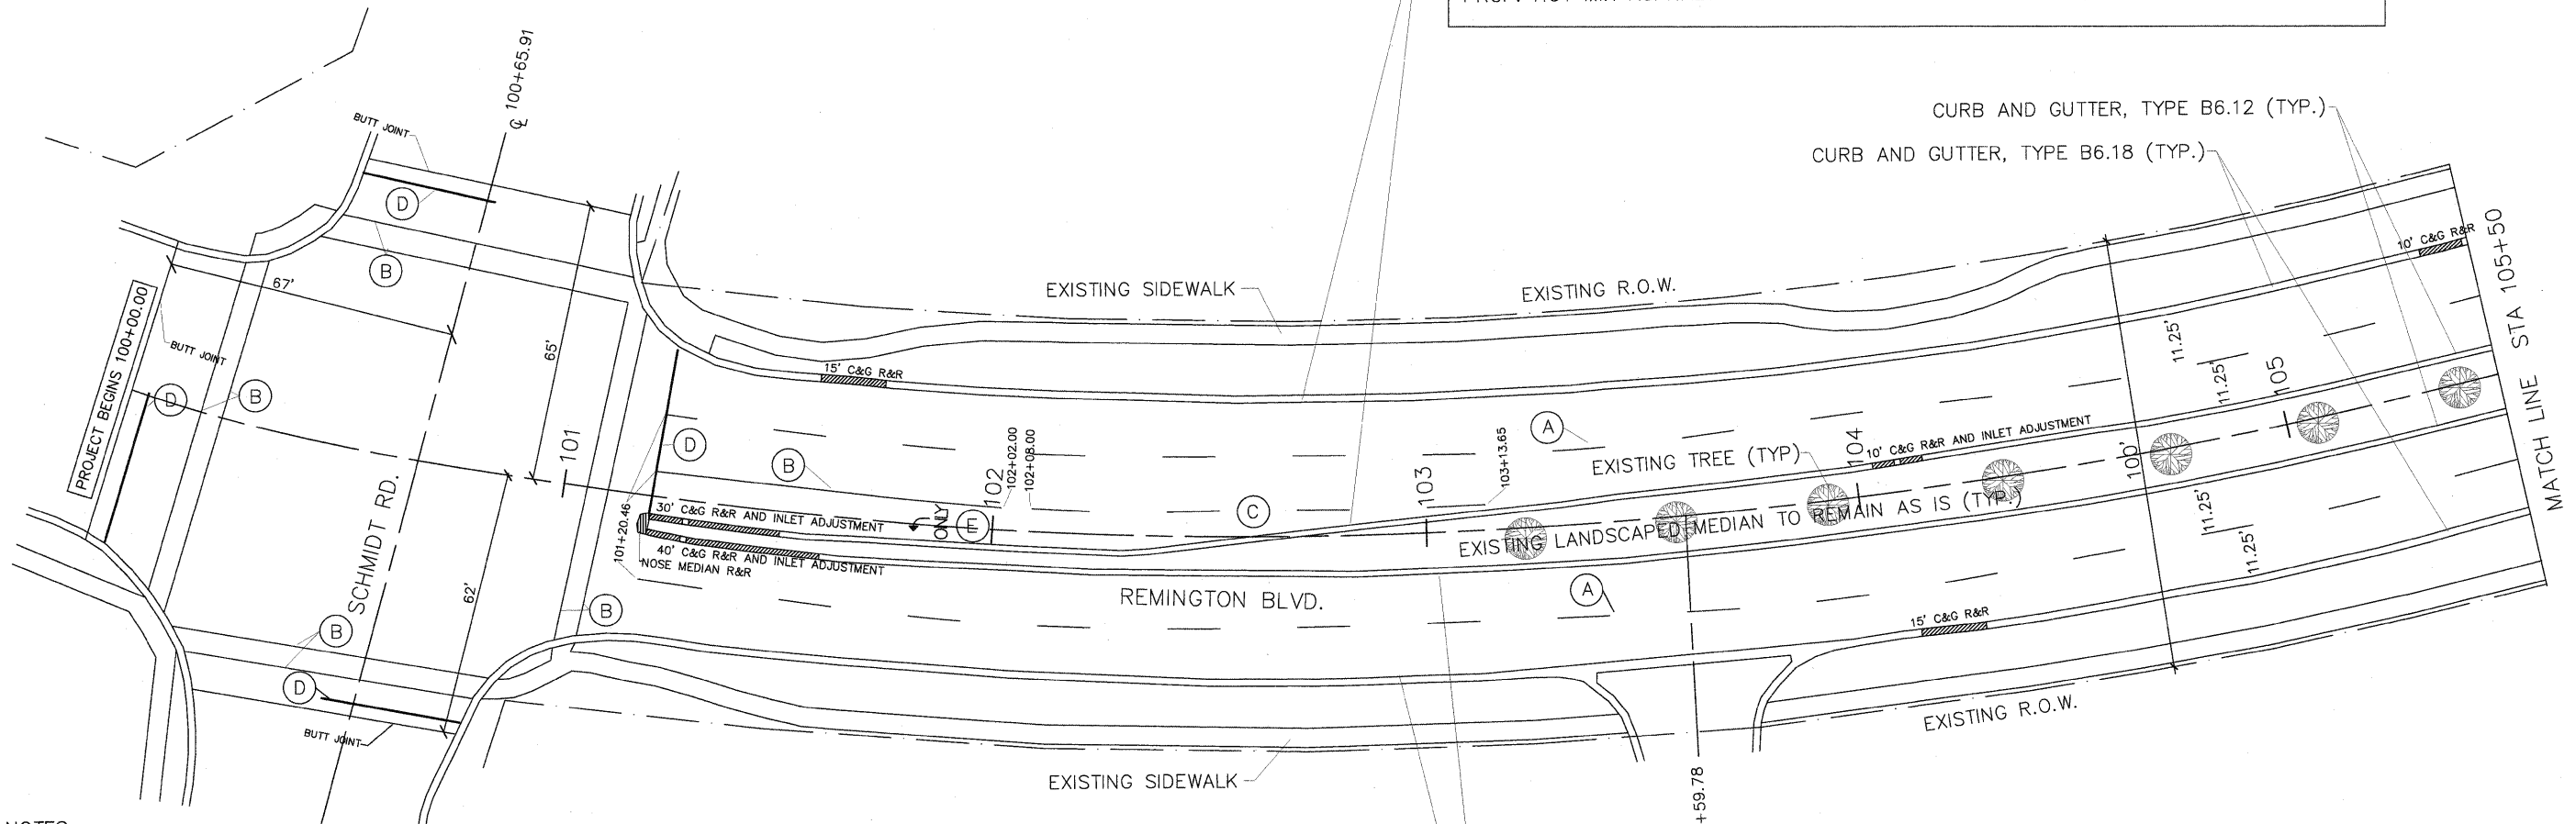 ℄ 100+65.91
BUTT JOINT
D
B
67'
PROJECT BEGINS 100+00.00
BUTT JOINT
D
B
65'
SCHMIDT RD.
62'
B
B
D
BUTT JOINT
101
15' C&G R&R
D
B
102
102+02.00
102+08.00
101+20.46
30' C&G R&R AND INLET ADJUSTMENT
ONLY
E
40' C&G R&R AND INLET ADJUSTMENT
NOSE MEDIAN R&R
C
REMINGTON BLVD.
EXISTING SIDEWALK
EXISTING SIDEWALK
EXISTING R.O.W.
103
103+13.65
A
EXISTING TREE (TYP)
104
10' C&G R&R AND INLET ADJUSTMENT
EXISTING LANDSCAPED MEDIAN TO REMAIN AS IS (TYP.)
A
+59.78
15' C&G R&R
EXISTING R.O.W.
CURB AND GUTTER, TYPE B6.12 (TYP.)
CURB AND GUTTER, TYPE B6.18 (TYP.)
11.25'
11.25'
100'
11.25'
11.25'
105
10' C&G R&R
MATCH LINE STA 105+50